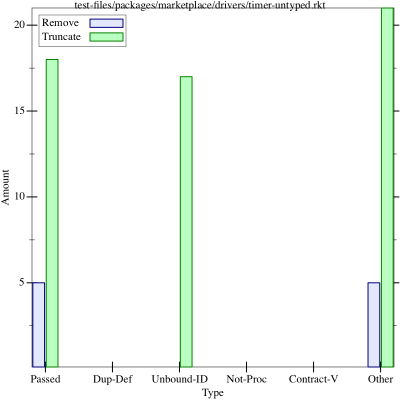 test-files/packages/marketplace/drivers/timer-untyped.rkt
Remove
Truncate
20
15
10
5
Amount
Passed Dup-Def Unbound-ID Not-Proc Contract-V Other
Type